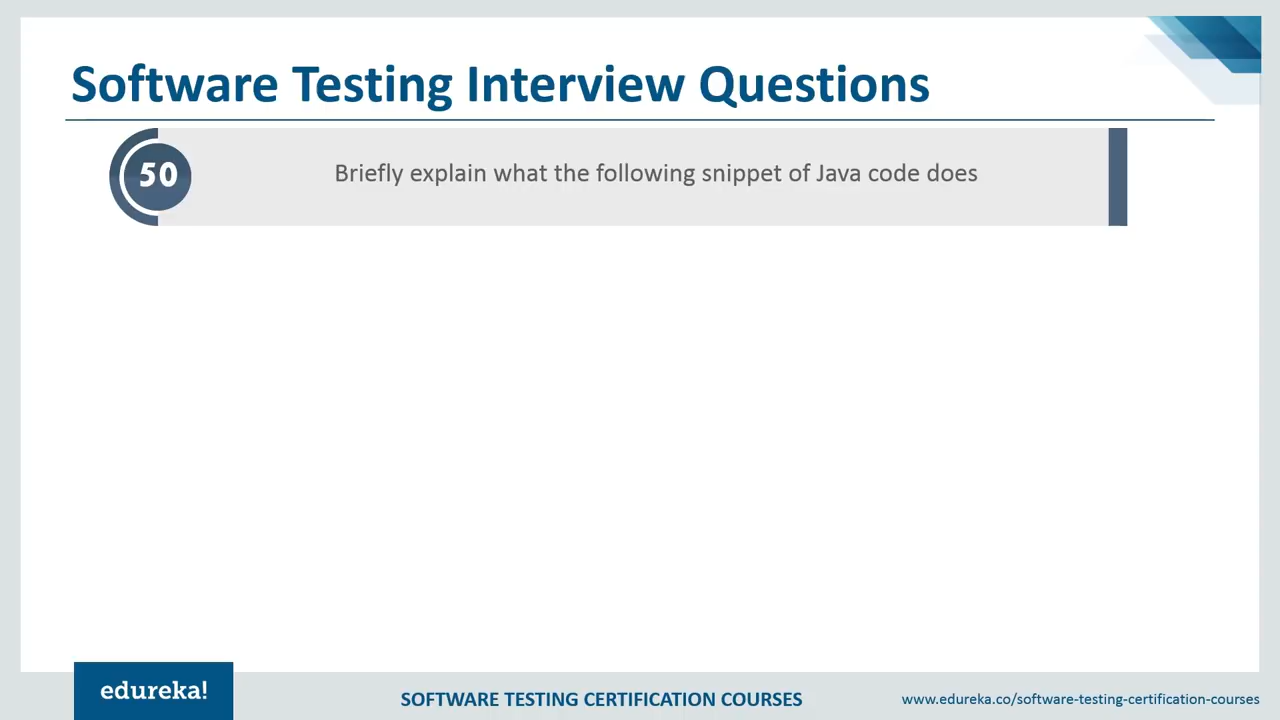 Software Testing Interview Questions
50
Briefly explain what the following snippet of Java code does
edureka!
SOFTWARE TESTING CERTIFICATION COURSES
www.edureka.co/software-testing-certification-courses